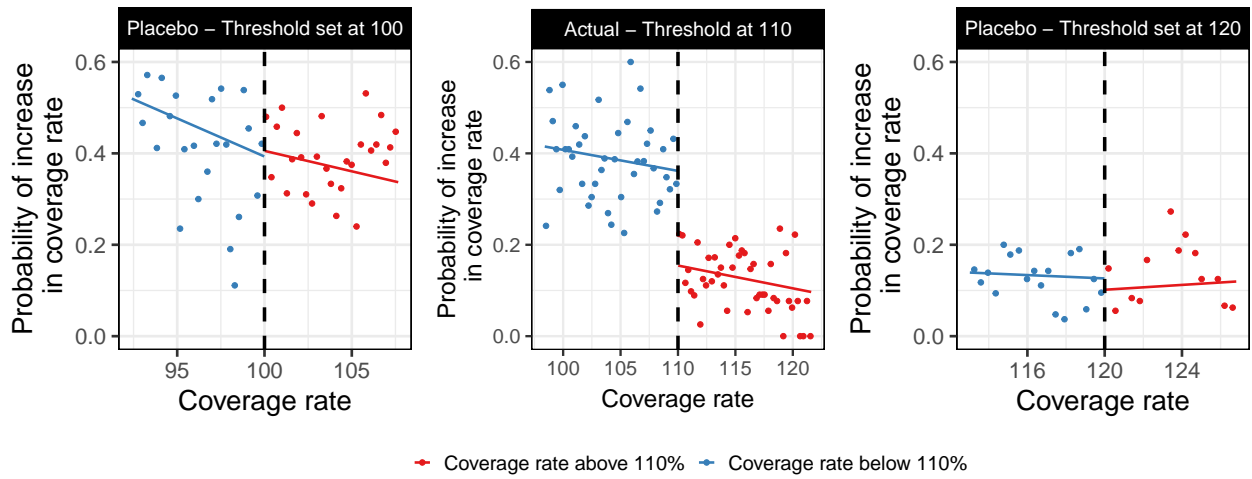 Placebo – Threshold set at 100
Probability of increase
in coverage rate
0.6
0.4
0.2
0.0
95
100
105
Coverage rate
Actual – Threshold at 110
Probability of increase
in coverage rate
0.6
0.4
0.2
0.0
100
105
110
115
120
Coverage rate
Placebo – Threshold set at 120
Probability of increase
in coverage rate
0.6
0.4
0.2
0.0
116
120
124
Coverage rate
Coverage rate above 110%
Coverage rate below 110%